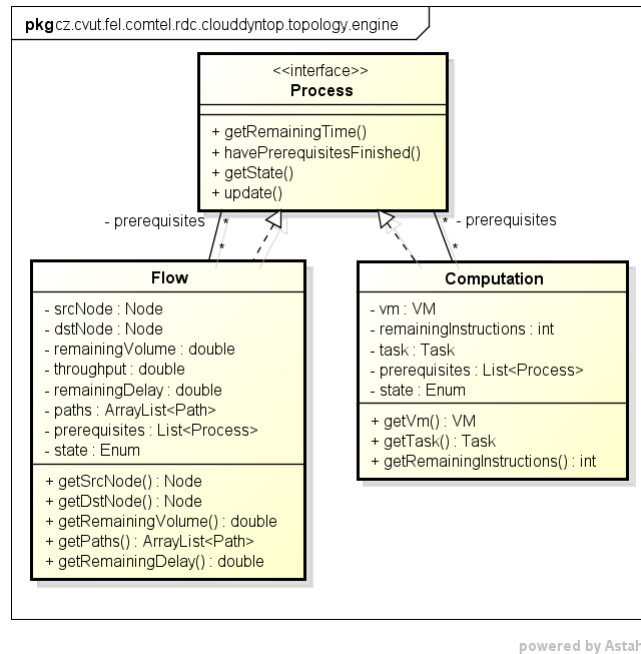 pkg cz.cvut.fel.comtel.rdc.clouddyntop.topology.engine
<<interface>>
Process
+ getRemainingTime()
+ havePrerequisitesFinished()
+ getState()
+ update()
- prerequisites
*
*
- prerequisites
*
*
Flow
- srcNode : Node
- dstNode : Node
- remainingVolume : double
- throughput : double
- remainingDelay : double
- paths : ArrayList<Path>
- prerequisites : List<Process>
- state : Enum
+ getSrcNode() : Node
+ getDstNode() : Node
+ getRemainingVolume() : double
+ getPaths() : ArrayList<Path>
+ getRemainingDelay() : double
Computation
- vm : VM
- remainingInstructions : int
- task : Task
- prerequisites : List<Process>
- state : Enum
+ getVm() : VM
+ getTask() : Task
+ getRemainingInstructions() : int
powered by Astah